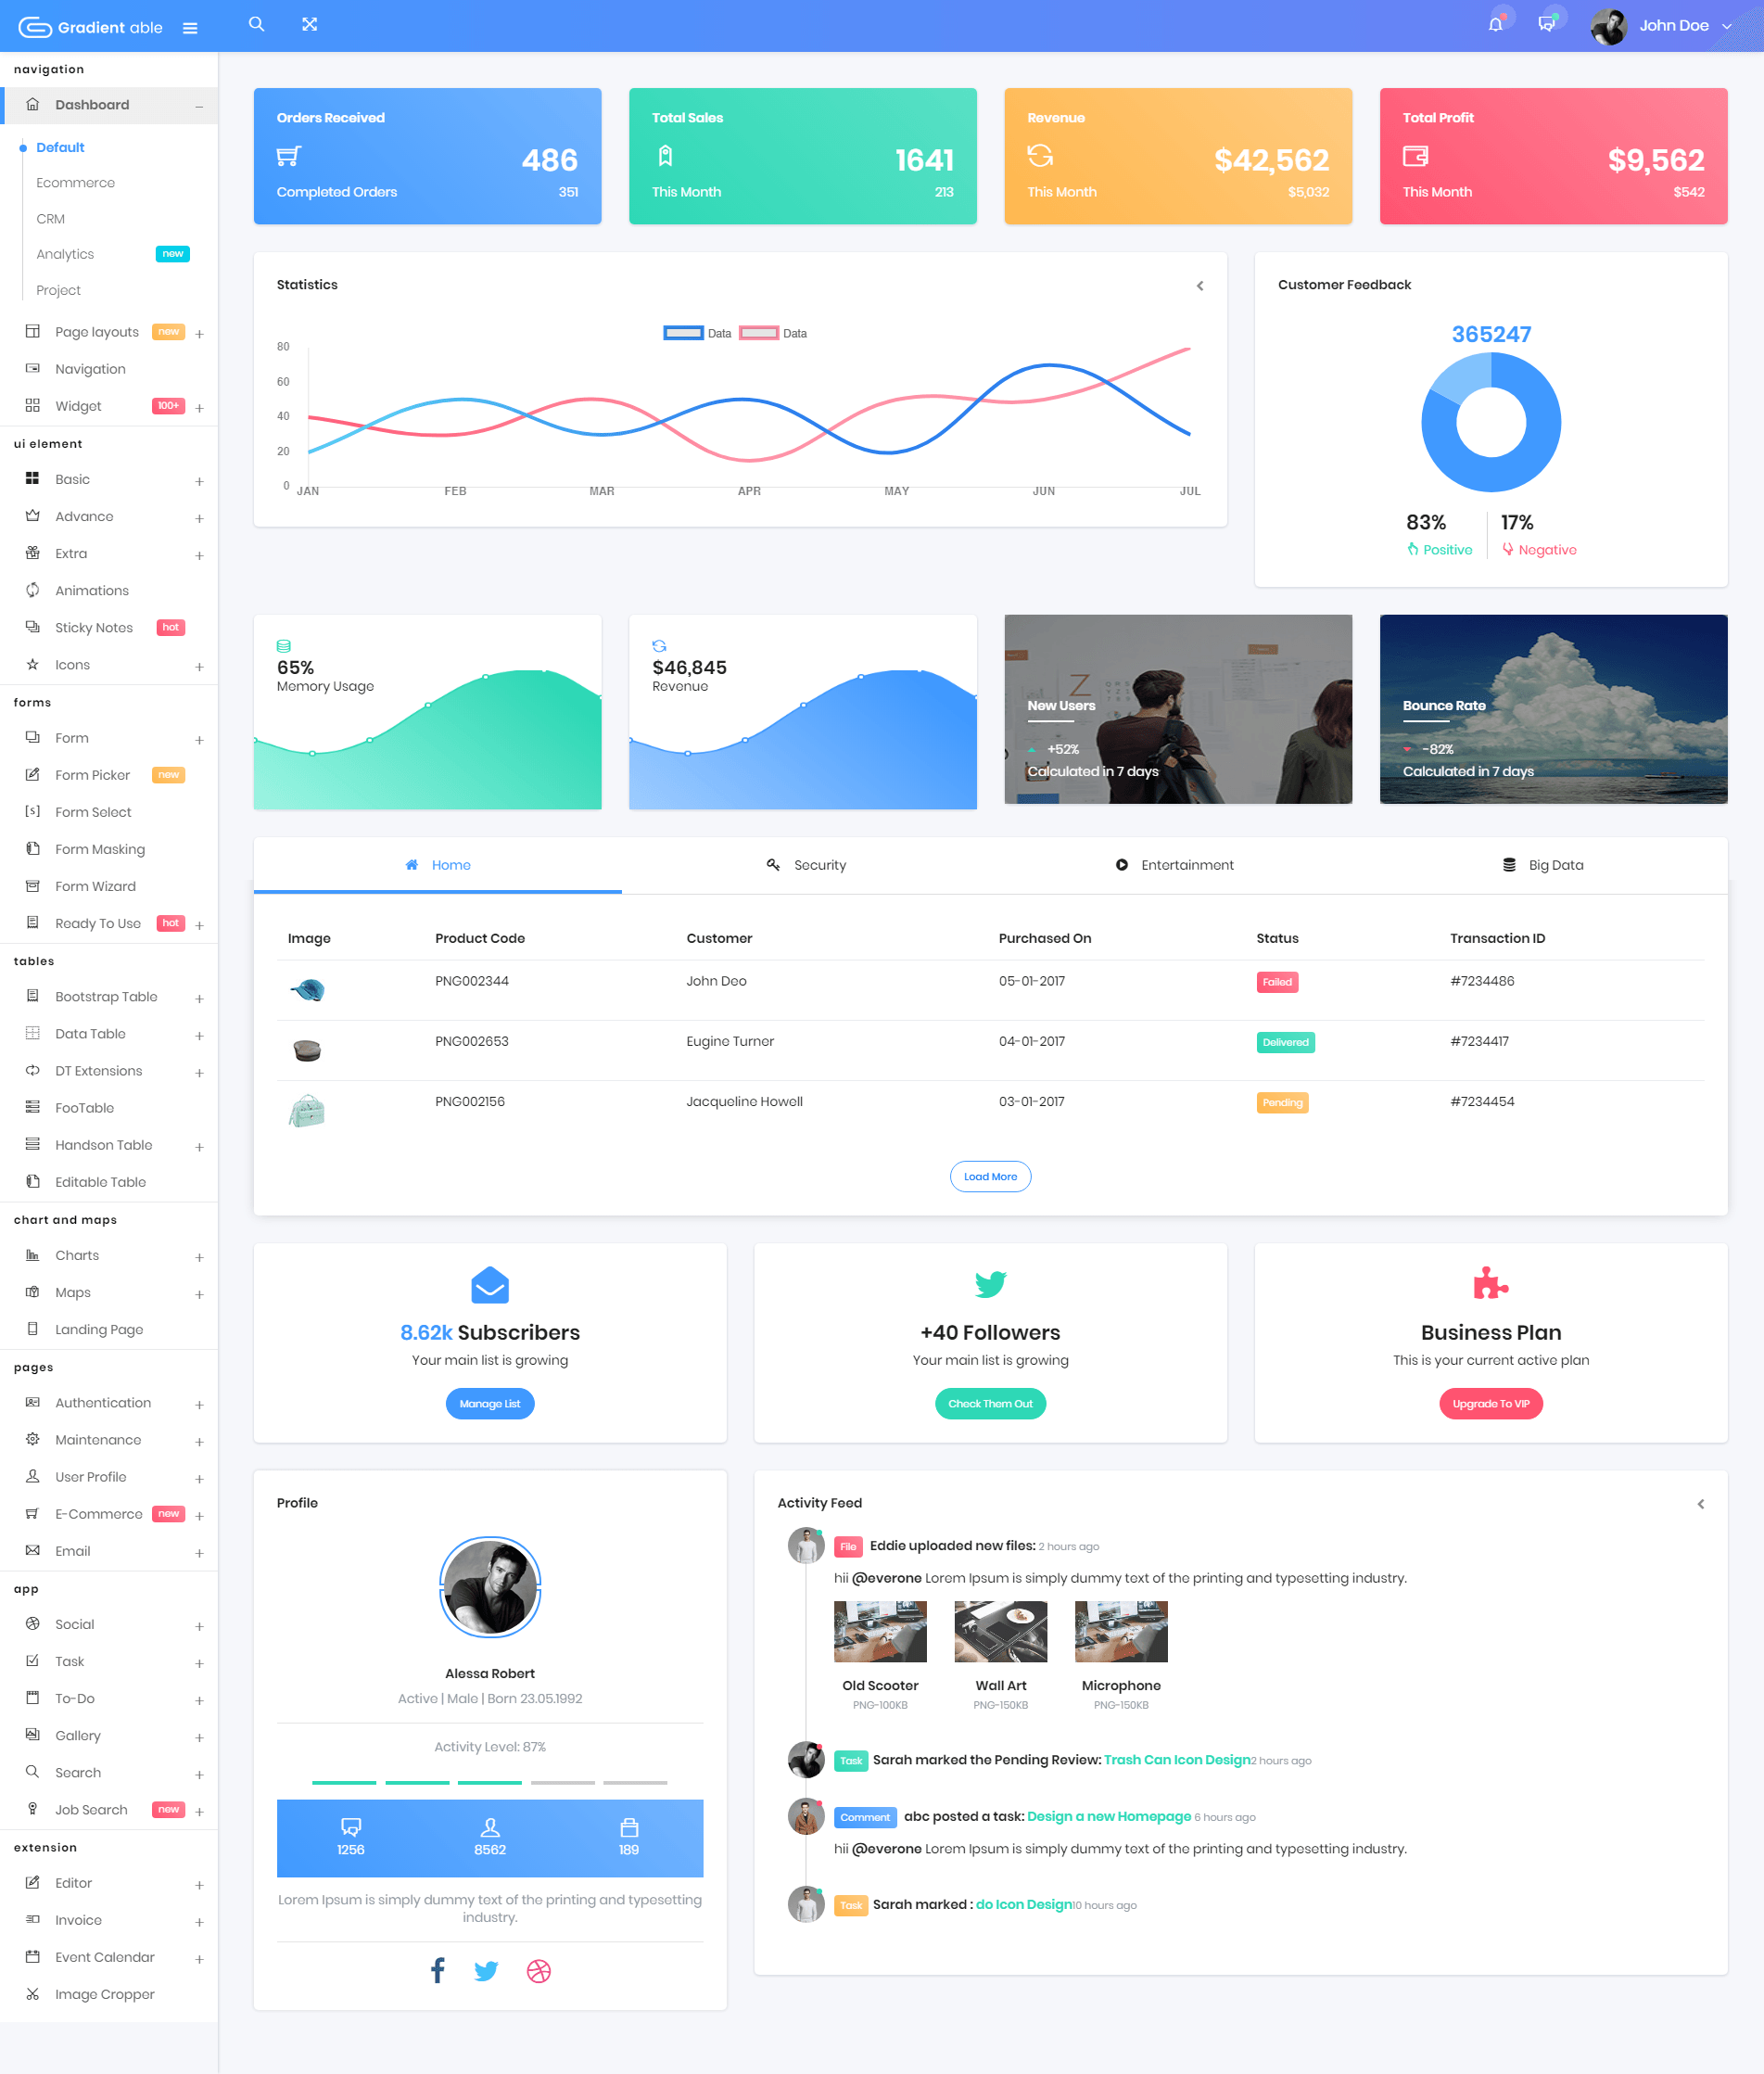 Gradient able
John Doe
navigation
Dashboard
Default
Ecommerce
CRM
Analytics new
Project
Page layouts new
Navigation
Widget 100+
ui element
Basic
Advance
Extra
Animations
Sticky Notes hot
Icons
forms
Form
Form Picker new
Form Select
Form Masking
Form Wizard
Ready To Use hot
tables
Bootstrap Table
Data Table
DT Extensions
FooTable
Handson Table
Editable Table
chart and maps
Charts
Maps
Landing Page
pages
Authentication
Maintenance
User Profile
E-Commerce new
Email
app
Social
Task
To-Do
Gallery
Search
Job Search new
extension
Editor
Invoice
Event Calendar
Image Cropper
Orders Received
486
Completed Orders 351
Total Sales
1641
This Month 213
Revenue
$42,562
This Month $5,032
Total Profit
$9,562
This Month $542
Statistics
Data Data
80
60
40
20
0
JAN FEB MAR APR MAY JUN JUL
Customer Feedback
365247
83% 17%
Positive Negative
65%
Memory Usage
$46,845
Revenue
New Users
+52%
Calculated in 7 days
Bounce Rate
-82%
Calculated in 7 days
Home Security Entertainment Big Data
Image Product Code Customer Purchased On Status Transaction ID
PNG002344 John Deo 05-01-2017 Failed #7234486
PNG002653 Eugine Turner 04-01-2017 Delivered #7234417
PNG002156 Jacqueline Howell 03-01-2017 Pending #7234454
Load More
8.62k Subscribers
Your main list is growing
Manage List
+40 Followers
Your main list is growing
Check Them Out
Business Plan
This is your current active plan
Upgrade To VIP
Profile
Alessa Robert
Active | Male | Born 23.05.1992
Activity Level: 87%
1256 8562 189
Lorem Ipsum is simply dummy text of the printing and typesetting
industry.
Activity Feed
File Eddie uploaded new files: 2 hours ago
hii @everone Lorem Ipsum is simply dummy text of the printing and typesetting industry.
Old Scooter Wall Art Microphone
PNG-100KB PNG-150KB PNG-150KB
Task Sarah marked the Pending Review: Trash Can Icon Design2 hours ago
Comment abc posted a task: Design a new Homepage 6 hours ago
hii @everone Lorem Ipsum is simply dummy text of the printing and typesetting industry.
Task Sarah marked : do Icon Design10 hours ago